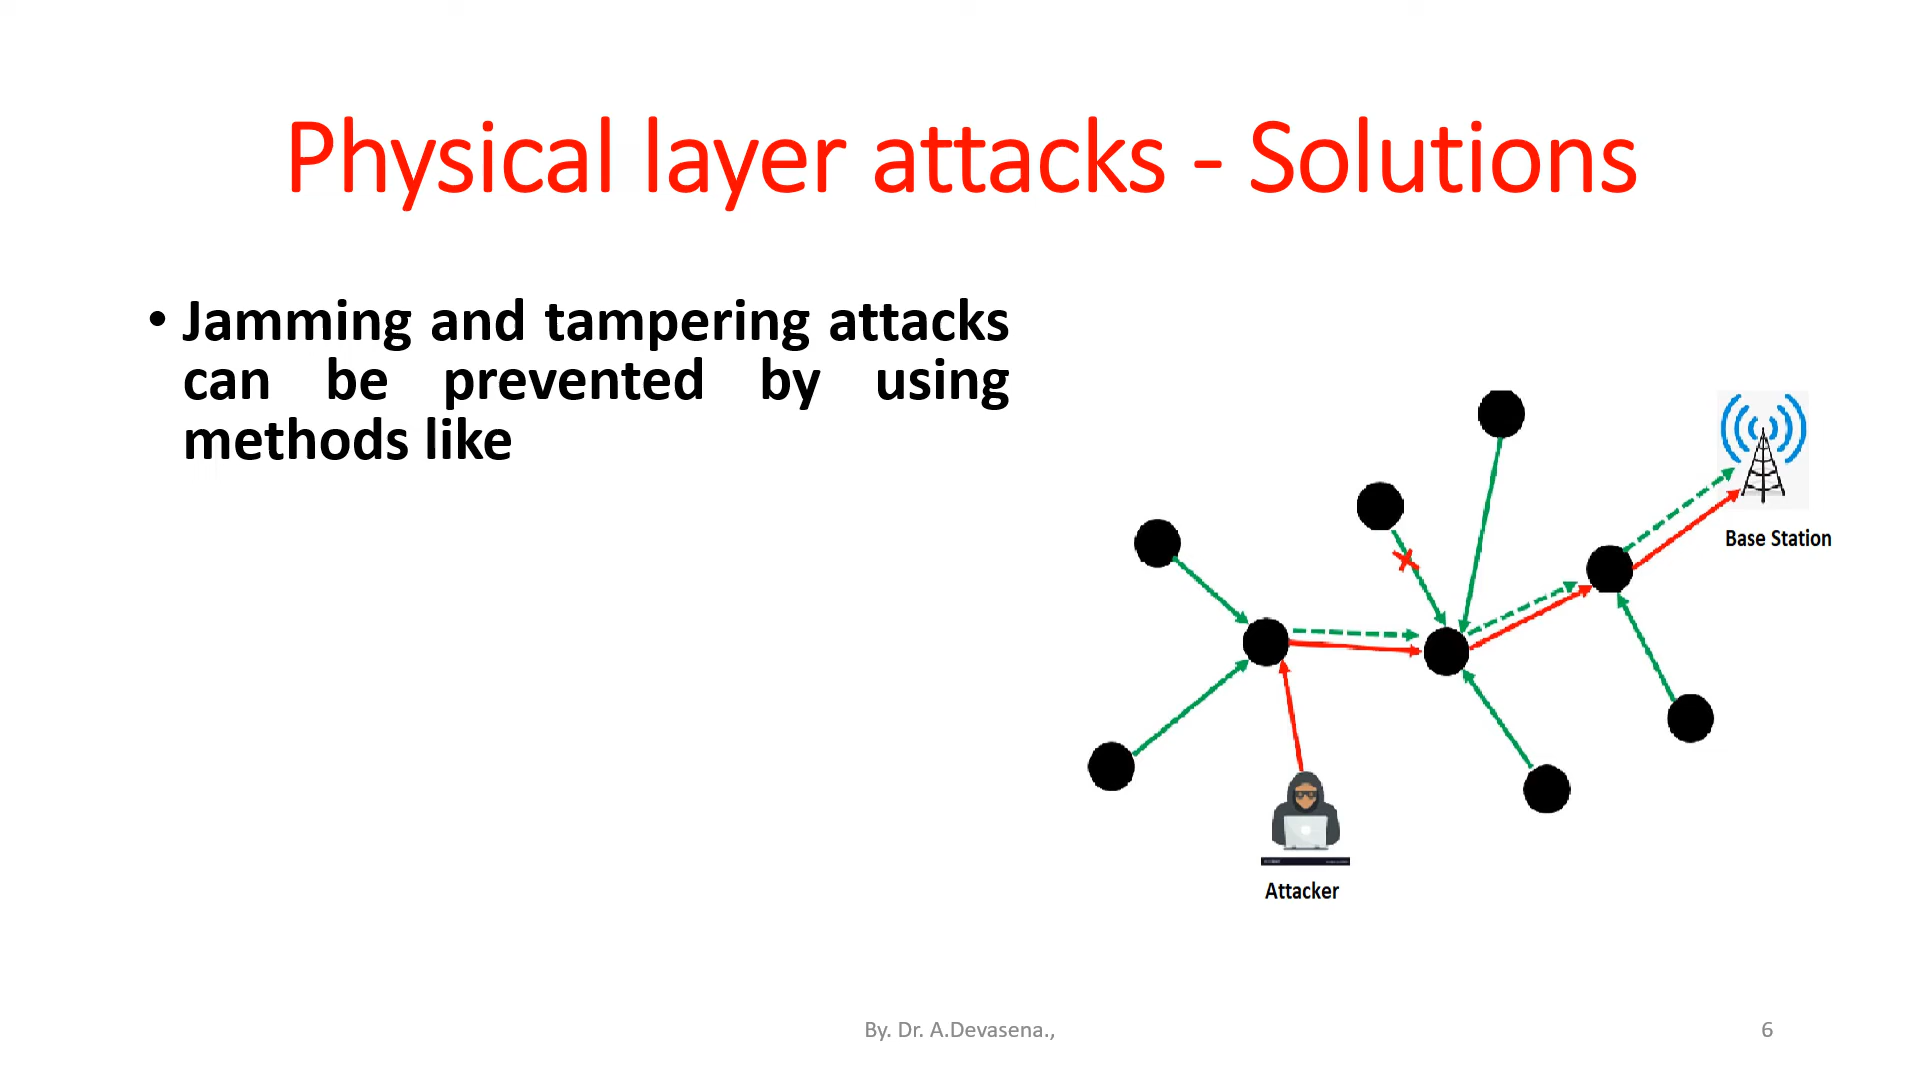 Physical layer attacks - Solutions
• Jamming and tampering attacks
can be prevented by using
methods like
Base Station
Attacker
By. Dr. A.Devasena.,
6